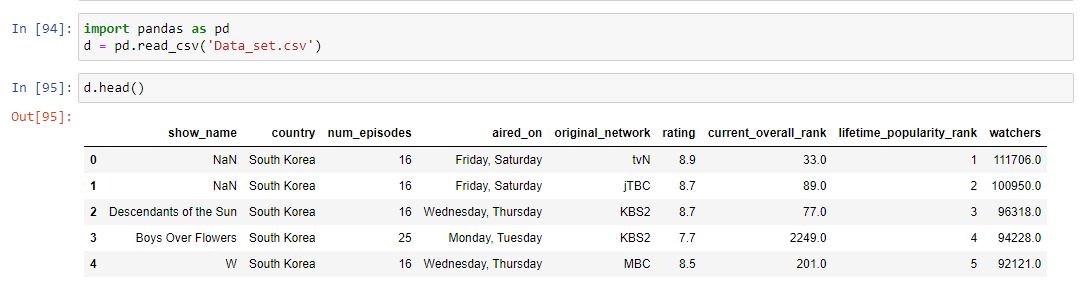 In [94]: import pandas as pd
d = pd.read_csv('Data_set.csv')
In [95]: d.head()
Out[95]:
show_name country num_episodes aired_on original_network rating current_overall_rank lifetime_popularity_rank watchers
0 NaN South Korea 16 Friday, Saturday tvN 8.9 33.0 1 111706.0
1 NaN South Korea 16 Friday, Saturday jTBC 8.7 89.0 2 100950.0
2 Descendants of the Sun South Korea 16 Wednesday, Thursday KBS2 8.7 77.0 3 96318.0
3 Boys Over Flowers South Korea 25 Monday, Tuesday KBS2 7.7 2249.0 4 94228.0
4 W South Korea 16 Wednesday, Thursday MBC 8.5 201.0 5 92121.0